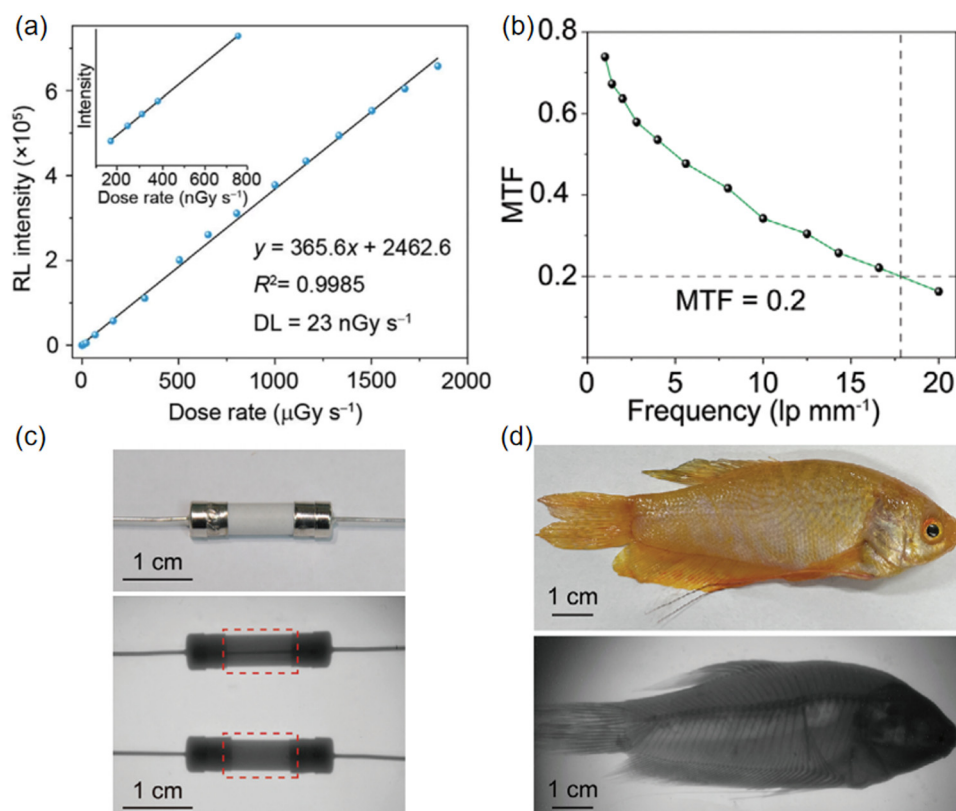 (a)
RL intensity (×10⁵)
6
4
2
0
Intensity
200 400 600 800
Dose rate (nGy s⁻¹)
y = 365.6x + 2462.6
R²= 0.9985
DL = 23 nGy s⁻¹
0 500 1000 1500 2000
Dose rate (μGy s⁻¹)
(b)
MTF
0.8
0.6
0.4
0.2
0.0
MTF = 0.2
0 5 10 15 20
Frequency (lp mm⁻¹)
(c)
1 cm
1 cm
(d)
1 cm
1 cm